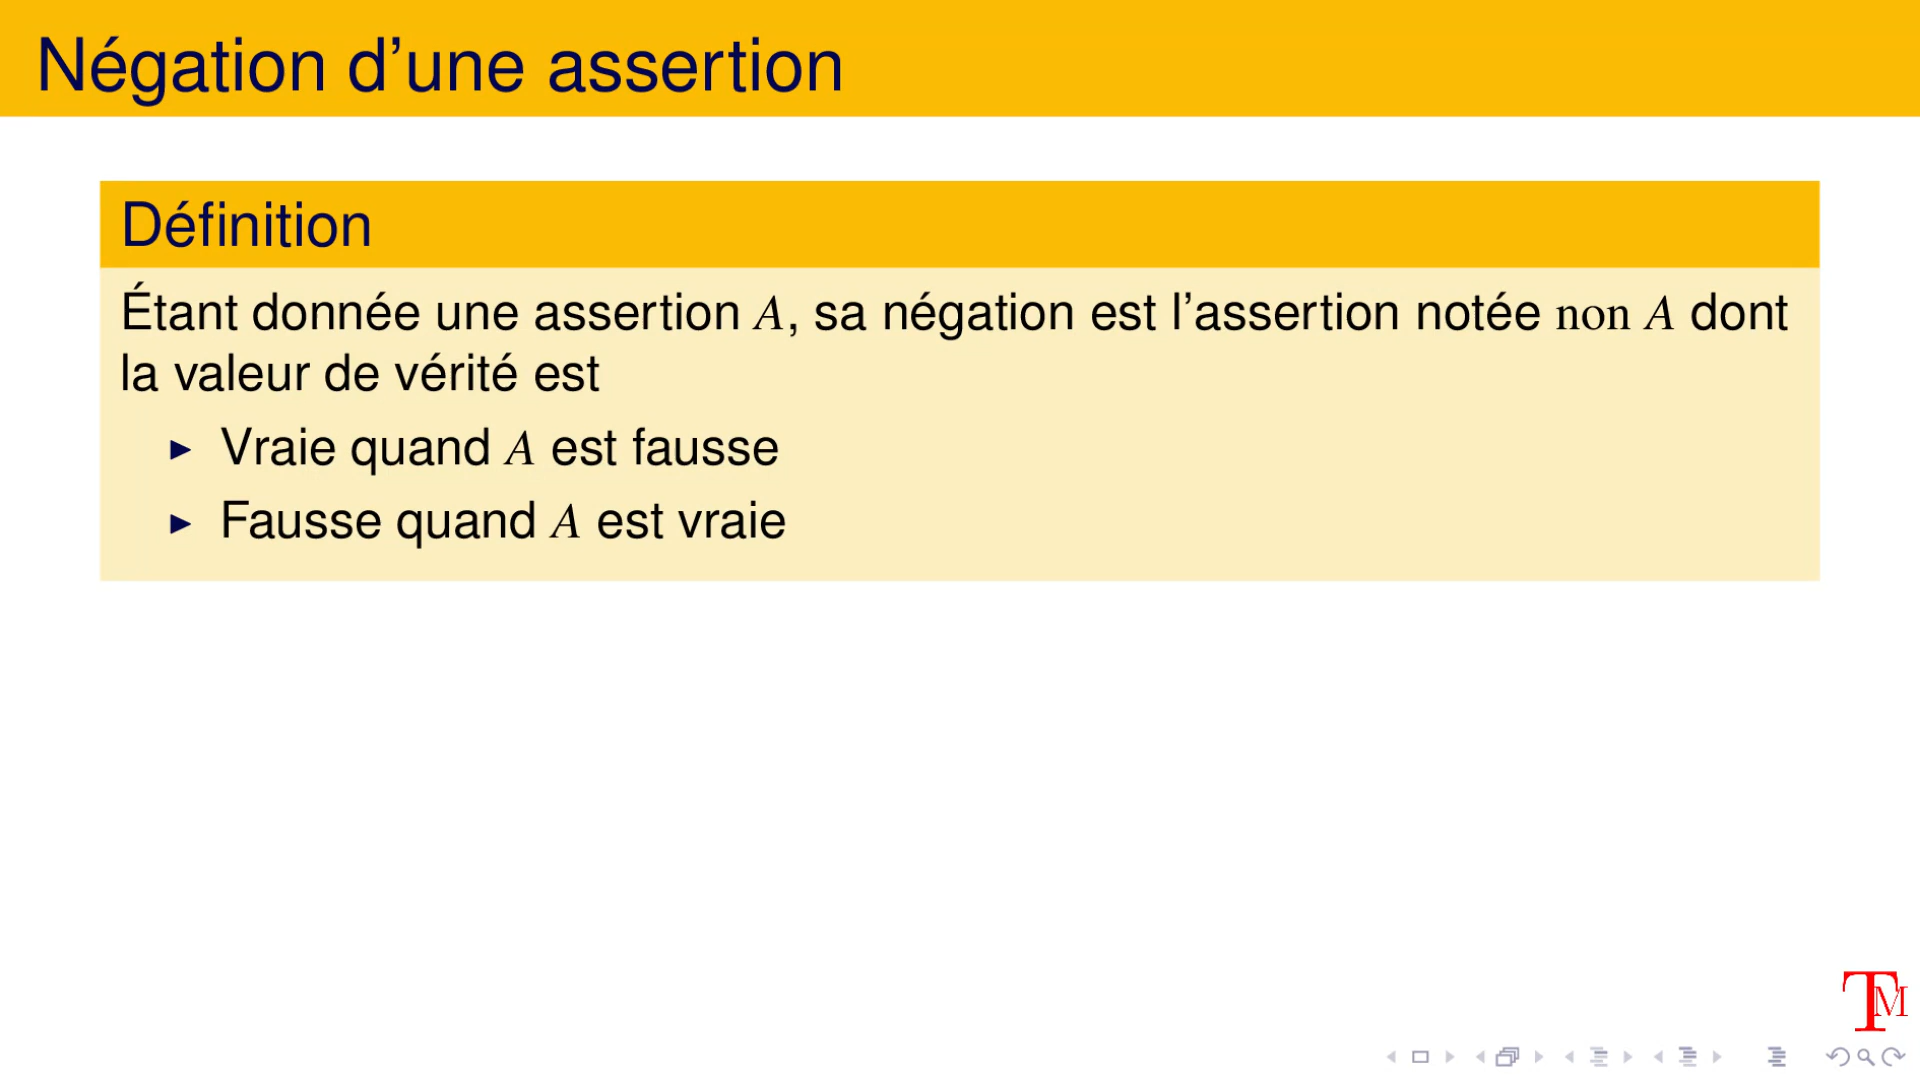 Négation d'une assertion
Définition
Étant donnée une assertion A, sa négation est l'assertion notée non A dont
la valeur de vérité est
▶ Vraie quand A est fausse
▶ Fausse quand A est vraie
TM